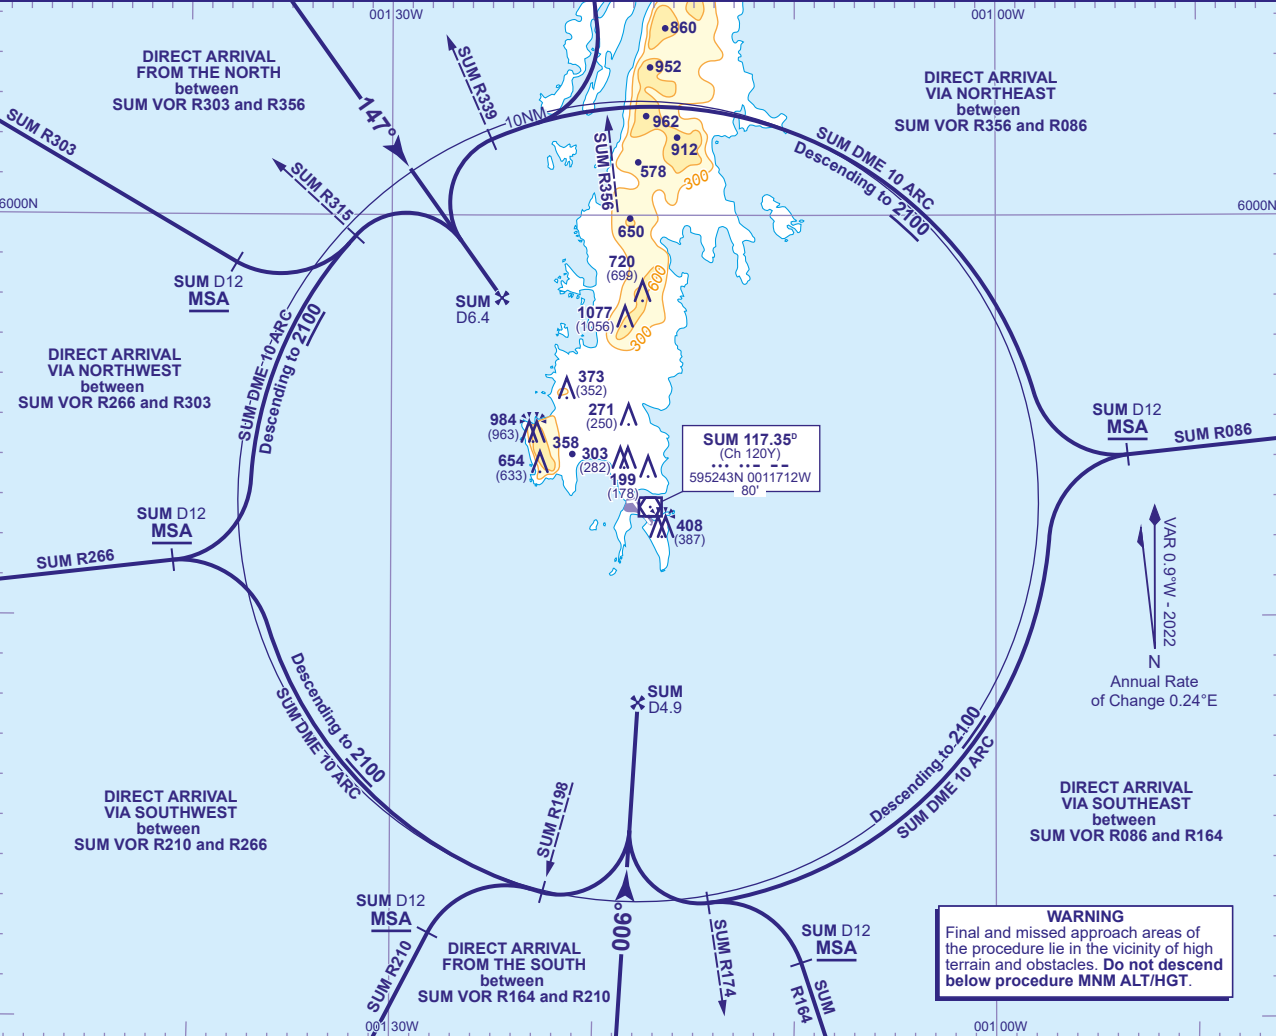 001:30W
001:00W
DIRECT ARRIVAL
FROM THE NORTH
between
SUM VOR R303 and R356
SUM R339
860
952
DIRECT ARRIVAL
VIA NORTHEAST
between
SUM VOR R356 and R086
147°
10NM
962
912
578
300
SUM R303
SUM R315
SUM R356
SUM DME 10 ARC
Descending to 2100
6000N
6000N
650
720
(699)
600
SUM D12
MSA
SUM
D6.4
1077
(1056)
300
SUM DME 10 ARC
Descending to 2100
DIRECT ARRIVAL
VIA NORTHWEST
between
SUM VOR R266 and R303
373
(352)
271
(250)
984
(963)
358
303
(282)
654
(633)
199
(178)
SUM 117.35D
(Ch 120Y)
595243N 0011712W
80'
SUM D12
MSA
SUM R086
SUM D12
MSA
SUM R266
408
(387)
VAR 0.9°W - 2022
N
Annual Rate
of Change 0.24°E
Descending to 2100
SUM DME 10 ARC
SUM
D4.9
Descending to 2100
SUM DME 10 ARC
DIRECT ARRIVAL
VIA SOUTHWEST
between
SUM VOR R210 and R266
SUM R198
DIRECT ARRIVAL
VIA SOUTHEAST
between
SUM VOR R086 and R164
SUM D12
MSA
SUM R210
DIRECT ARRIVAL
FROM THE SOUTH
between
SUM VOR R164 and R210
006°
SUM R174
SUM D12
MSA
SUM
R164
WARNING
Final and missed approach areas of
the procedure lie in the vicinity of high
terrain and obstacles. Do not descend
below procedure MNM ALT/HGT.
001:30W
001:00W